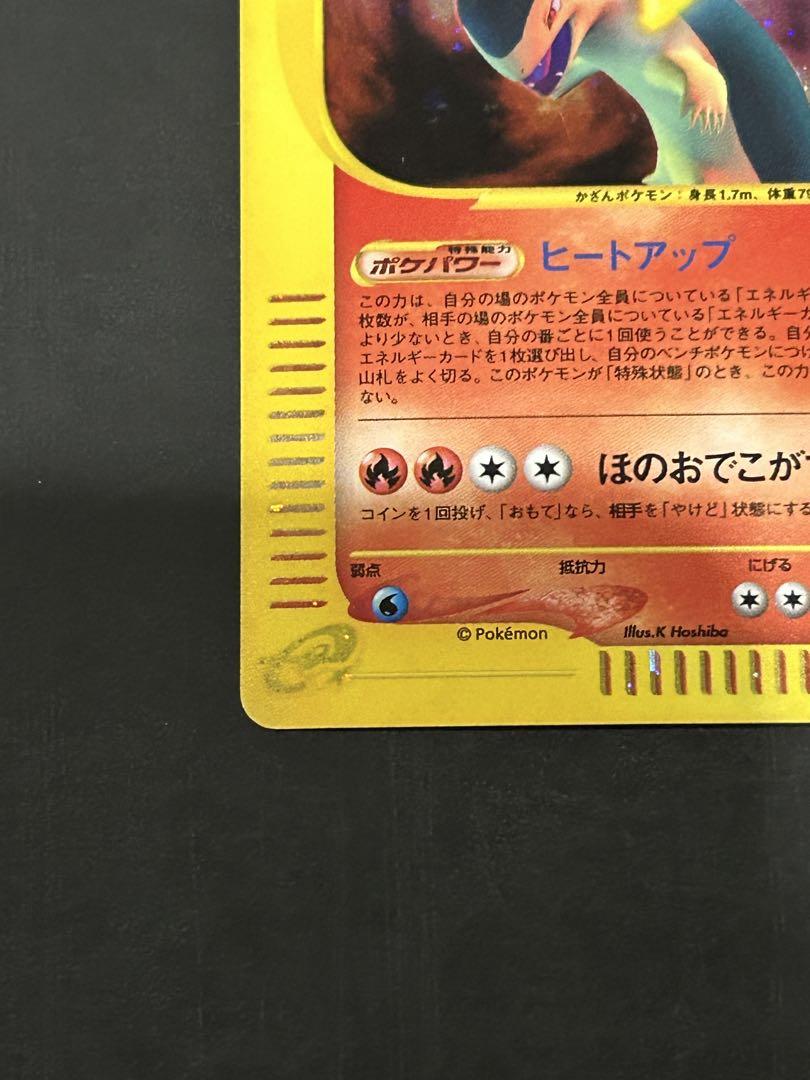 かざんポケモン：身長1.7m、体重79
特殊能力
ポケパワー ヒートアップ
この力は、自分の場のポケモン全員についている「エネルギ
枚数が、相手の場のポケモン全員についている「エネルギーカ
より少ないとき、自分の番ごとに1回使うことができる。自分
エネルギーカードを1枚選び出し、自分のベンチポケモンにつけ
山札をよく切る。このポケモンが「特殊状態」のとき、この力
ない。
ほのおでこが
コインを1回投げ、「おもて」なら、相手を「やけど」状態にする
弱点 抵抗力 にげる
© Pokémon Illus.K Hoshiba